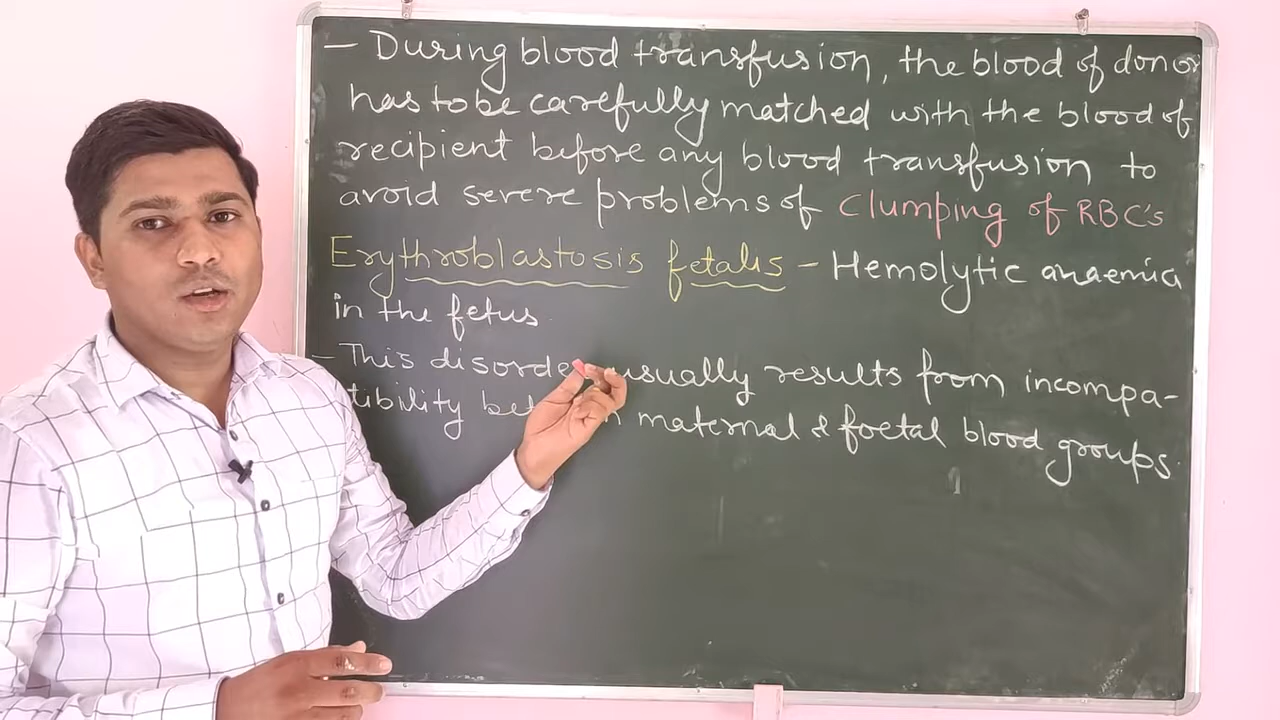 – During blood transfusion, the blood of donor
has to be carefully matched with the blood of
recipient before any blood transfusion to
avoid severe problems of Clumping of RBC's
Erythroblastosis fetalis – Hemolytic anaemia
in the fetus.
– This disorder usually results from incompa-
tibility maternal & foetal blood groups.